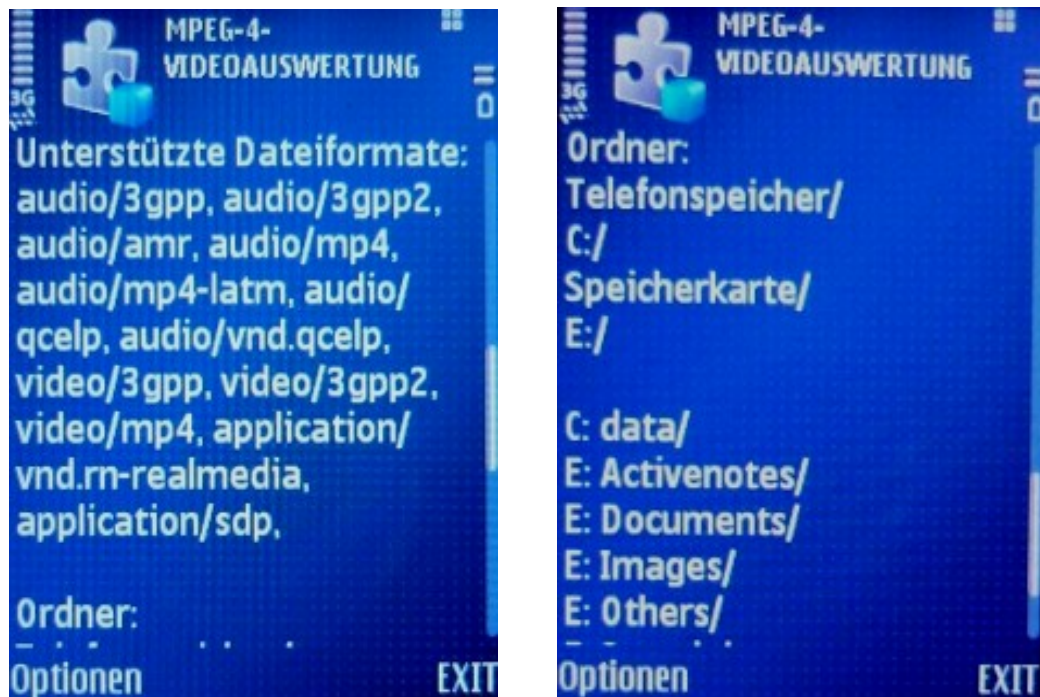 MPEG-4-
VIDEOAUSWERTUNG
3G
Unterstützte Dateiformate:
audio/3gpp, audio/3gpp2,
audio/amr, audio/mp4,
audio/mp4-latm, audio/
qcelp, audio/vnd.qcelp,
video/3gpp, video/3gpp2,
video/mp4, application/
vnd.rn-realmedia,
application/sdp,
Ordner:
Optionen
EXIT
MPEG-4-
VIDEOAUSWERTUNG
3G
Ordner:
Telefonspeicher/
C:/
Speicherkarte/
E:/
C: data/
E: Activenotes/
E: Documents/
E: Images/
E: Others/
Optionen
EXIT